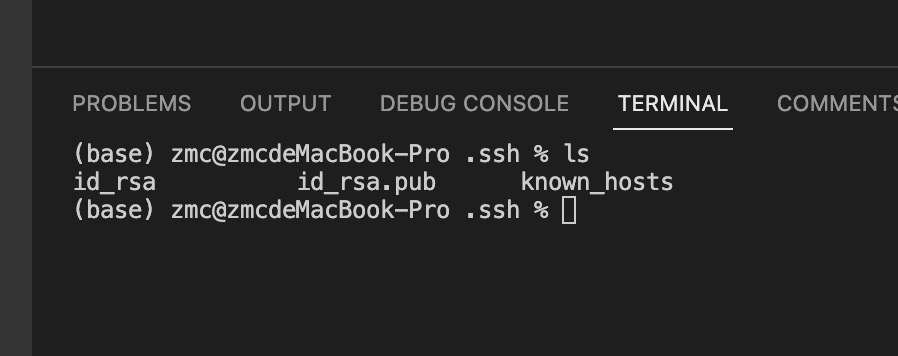 PROBLEMS OUTPUT DEBUG CONSOLE TERMINAL COMMENTS
(base) zmc@zmcdeMacBook-Pro .ssh % ls
id_rsa id_rsa.pub known_hosts
(base) zmc@zmcdeMacBook-Pro .ssh %